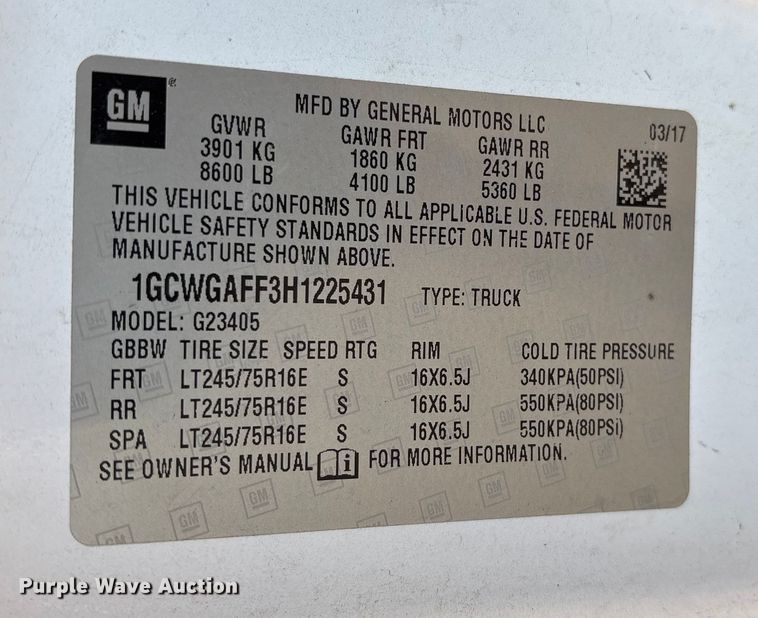 GM
®
MFD BY GENERAL MOTORS LLC
03/17
GVWR GAWR FRT GAWR RR
3901 KG 1860 KG 2431 KG
8600 LB 4100 LB 5360 LB
THIS VEHICLE CONFORMS TO ALL APPLICABLE U.S. FEDERAL MOTOR
VEHICLE SAFETY STANDARDS IN EFFECT ON THE DATE OF
MANUFACTURE SHOWN ABOVE.
1GCWGAFF3H1225431 TYPE: TRUCK
MODEL: G23405
GBBW TIRE SIZE SPEED RTG RIM COLD TIRE PRESSURE
FRT LT245/75R16E S 16X6.5J 340KPA(50PSI)
RR LT245/75R16E S 16X6.5J 550KPA(80PSI)
SPA LT245/75R16E S 16X6.5J 550KPA(80PSI)
SEE OWNER'S MANUAL i FOR MORE INFORMATION.
Purple Wave Auction